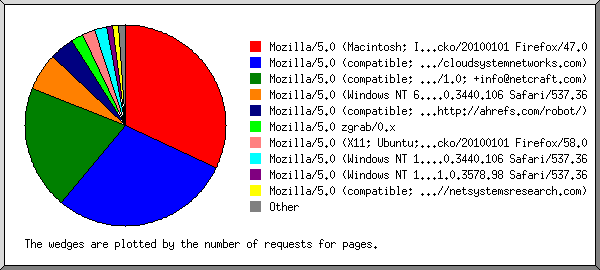 Mozilla/5.0 (Macintosh; I...cko/20100101 Firefox/47.0
Mozilla/5.0 (compatible; .../cloudsystemnetworks.com)
Mozilla/5.0 (compatible; .../1.0; +info@netcraft.com)
Mozilla/5.0 (Windows NT 6....0.3440.106 Safari/537.36
Mozilla/5.0 (compatible; ...http://ahrefs.com/robot/)
Mozilla/5.0 zgrab/0.x
Mozilla/5.0 (X11; Ubuntu;...cko/20100101 Firefox/58.0
Mozilla/5.0 (Windows NT 1....0.3440.106 Safari/537.36
Mozilla/5.0 (Windows NT 1...1.0.3578.98 Safari/537.36
Mozilla/5.0 (compatible; ...//netsystemsresearch.com)
Other
The wedges are plotted by the number of requests for pages.